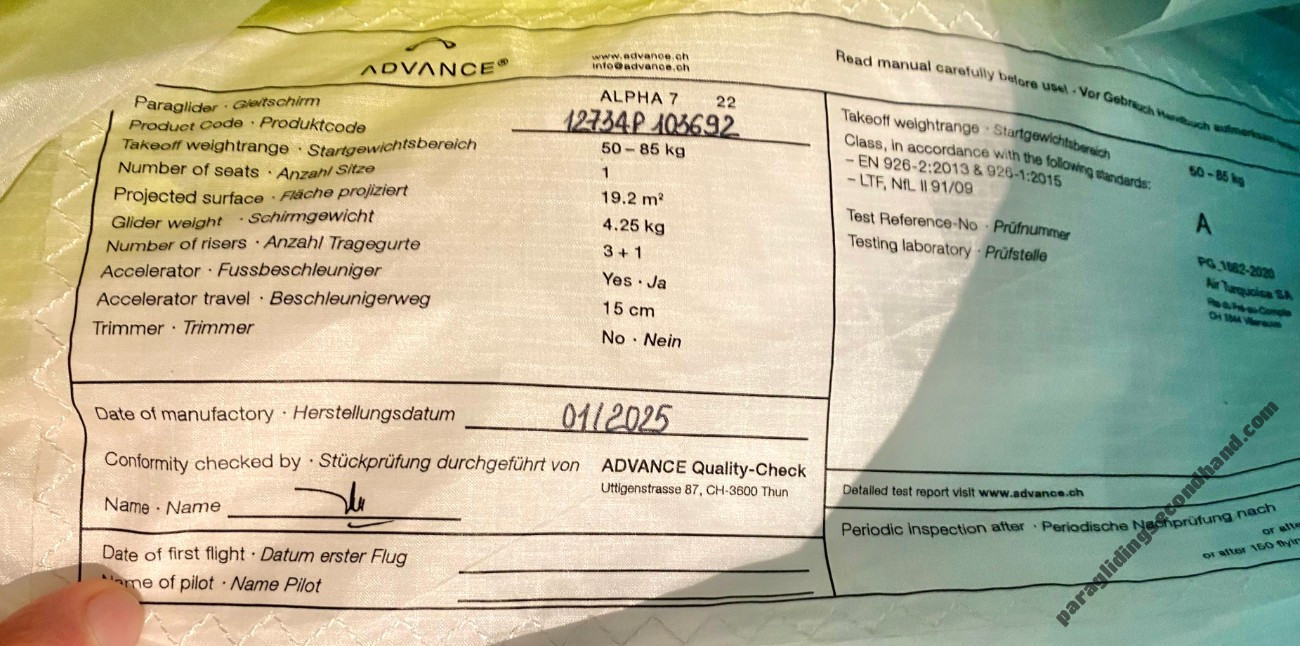 ADVANCE®
www.advance.ch
info@advance.ch
Paraglider · Gleitschirm ALPHA 7 22
Product Code · Produktcode 12734P 103692
Takeoff weightrange · Startgewichtsbereich 50 – 85 kg
Number of seats · Anzahl Sitze 1
Projected surface · Fläche projiziert 19.2 m²
Glider weight · Schirmgewicht 4.25 kg
Number of risers · Anzahl Tragegurte 3 + 1
Accelerator · Fussbeschleuniger Yes · Ja
Accelerator travel · Beschleunigerweg 15 cm
Trimmer · Trimmer No · Nein
Date of manufactory · Herstellungsdatum 01/2025
Conformity checked by · Stückprüfung durchgeführt von ADVANCE Quality-Check
Uttigenstrasse 87, CH-3600 Thun
Name · Name
Date of first flight · Datum erster Flug
Name of pilot · Name Pilot
Read manual carefully before use! · Vor Gebrauch Handbuch
Takeoff weightrange · Startgewichtsbereich 50 – 85 kg
Class, in accordance with the following standards:
– EN 926-2:2013 & 926-1:2015
– LTF, NfL II 91/09
A
Test Reference-No · Prüfnummer PG_1662-2020
Testing laboratory · Prüfstelle Air Turquoise SA
Detailed test report visit www.advance.ch
Periodic inspection after · Periodische Nachprüfung nach
or
or after 150
paraglidingsecondhand.com